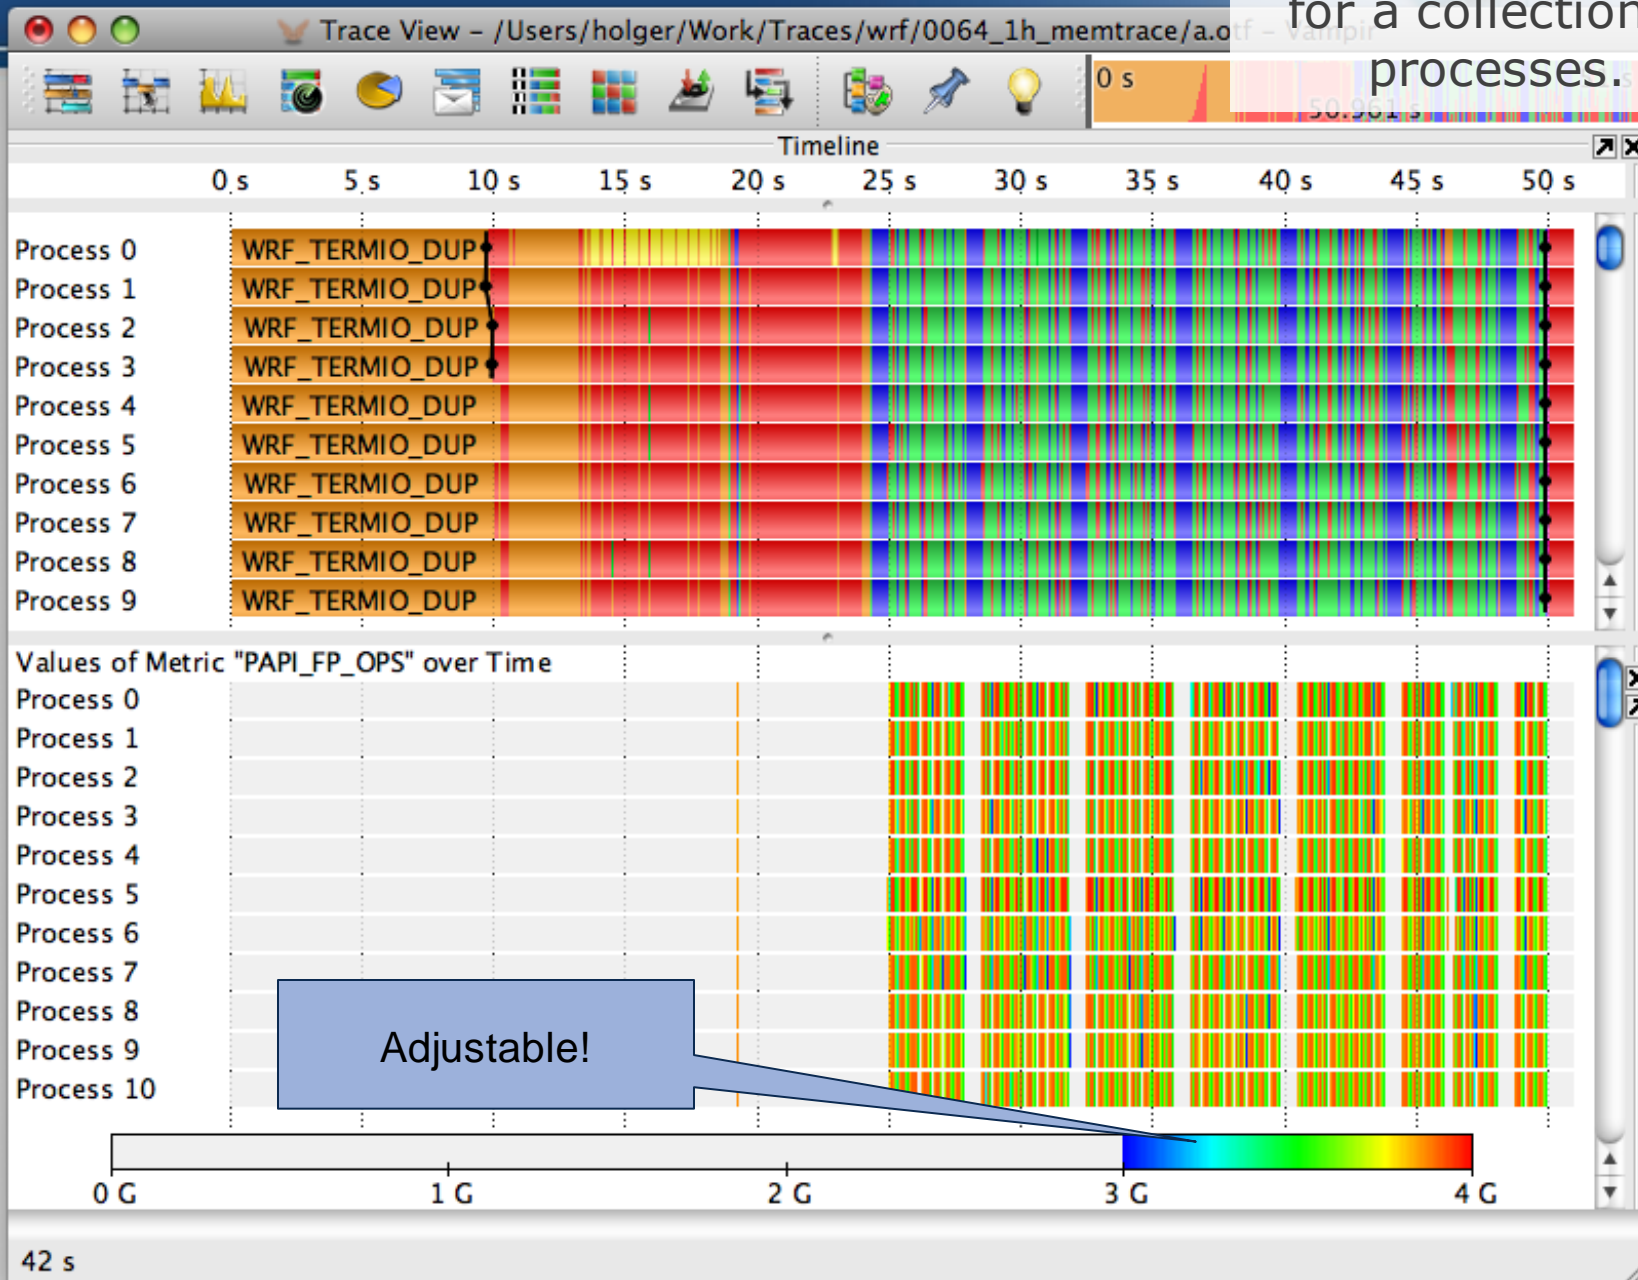 for a collection
processes.
Trace View – /Users/holger/Work/Traces/wrf/0064_1h_memtrace/a.otf – Vampir
0 s
50.961 s
Timeline
0 s 5 s 10 s 15 s 20 s 25 s 30 s 35 s 40 s 45 s 50 s
Process 0 WRF_TERMIO_DUP
Process 1 WRF_TERMIO_DUP
Process 2 WRF_TERMIO_DUP
Process 3 WRF_TERMIO_DUP
Process 4 WRF_TERMIO_DUP
Process 5 WRF_TERMIO_DUP
Process 6 WRF_TERMIO_DUP
Process 7 WRF_TERMIO_DUP
Process 8 WRF_TERMIO_DUP
Process 9 WRF_TERMIO_DUP
Values of Metric "PAPI_FP_OPS" over Time
Process 0
Process 1
Process 2
Process 3
Process 4
Process 5
Process 6
Process 7
Process 8
Process 9
Process 10
Adjustable!
0 G 1 G 2 G 3 G 4 G
42 s